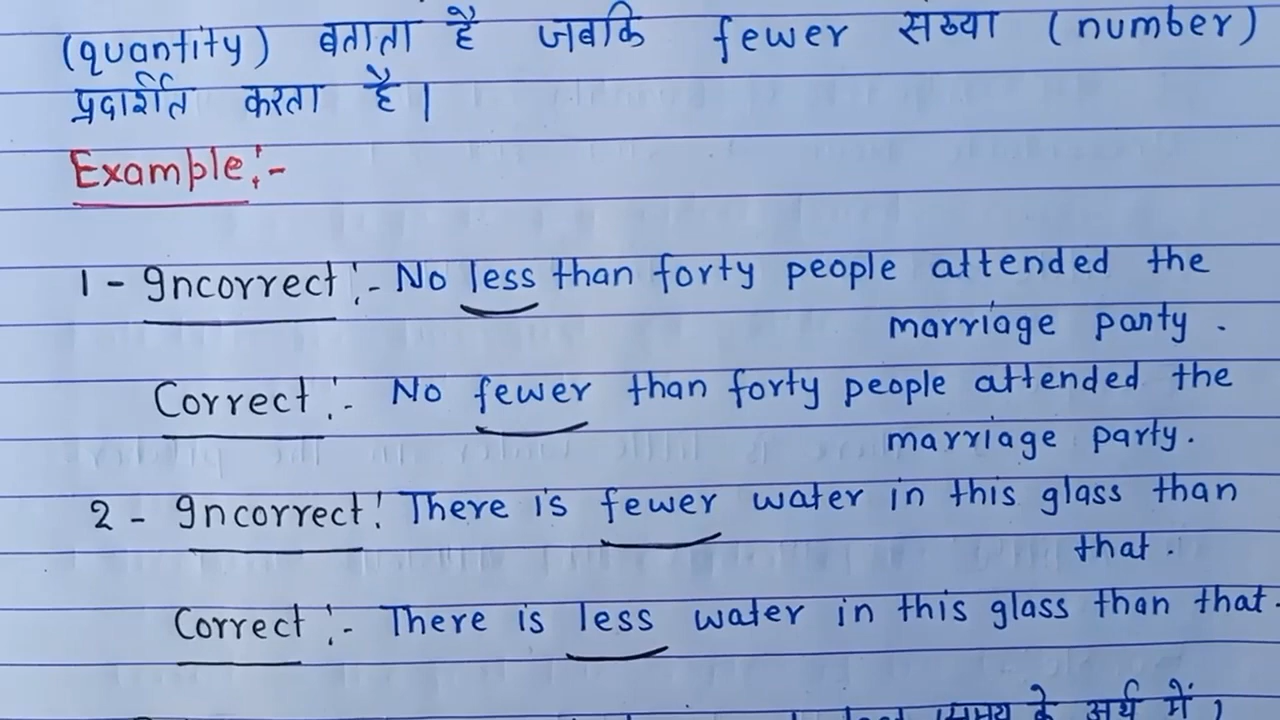 (quantity) बताता है जबकि fewer संख्या (number)
प्रदर्शित करता है।
Example:-
1 - Incorrect:- No less than forty people attended the
marriage party.
Correct:- No fewer than forty people attended the
marriage party.
2 - Incorrect: There is fewer water in this glass than
that.
Correct:- There is less water in this glass than that.
समय के अर्थ में,